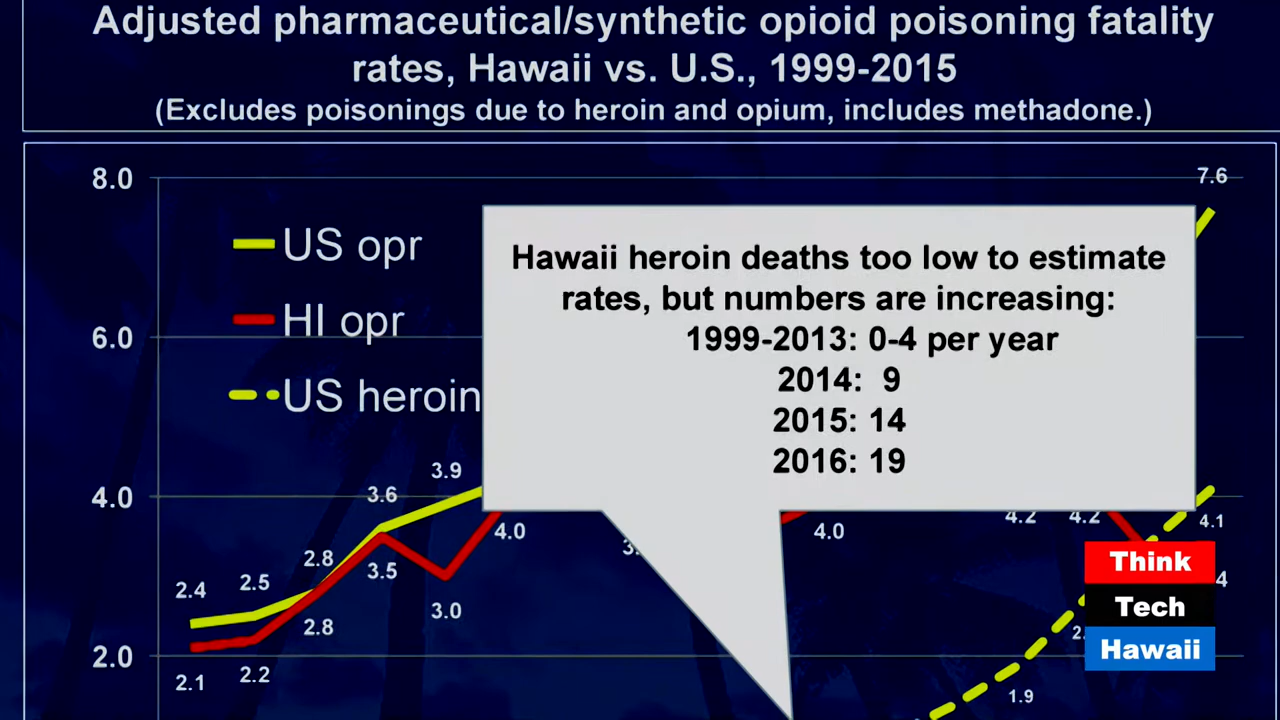 Adjusted pharmaceutical/synthetic opioid poisoning fatality
rates, Hawaii vs. U.S., 1999-2015
(Excludes poisonings due to heroin and opium, includes methadone.)
8.0
7.6
US opr
Hawaii heroin deaths too low to estimate
rates, but numbers are increasing:
1999-2013: 0-4 per year
2014: 9
2015: 14
2016: 19
HI opr
6.0
US heroin
3.9
3.6
4.0
4.0
4.0
4.2
4.2
4.1
2.8
3.5
2.5
2.4
3.0
2.8
2.0
2.2
2.1
1.9
Think
Tech
Hawaii